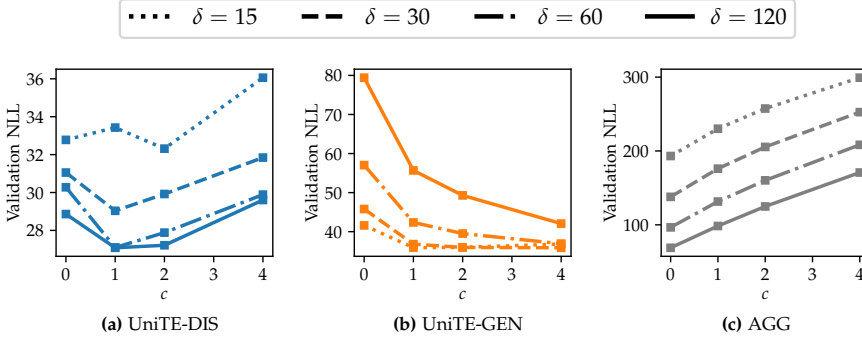 δ = 15 δ = 30 δ = 60 δ = 120
Validation NLL
36
34
32
30
28
0 1 2 3 4
c
(a) UniTE-DIS
Validation NLL
80
70
60
50
40
0 1 2 3 4
c
(b) UniTE-GEN
Validation NLL
300
200
100
0 1 2 3 4
c
(c) AGG